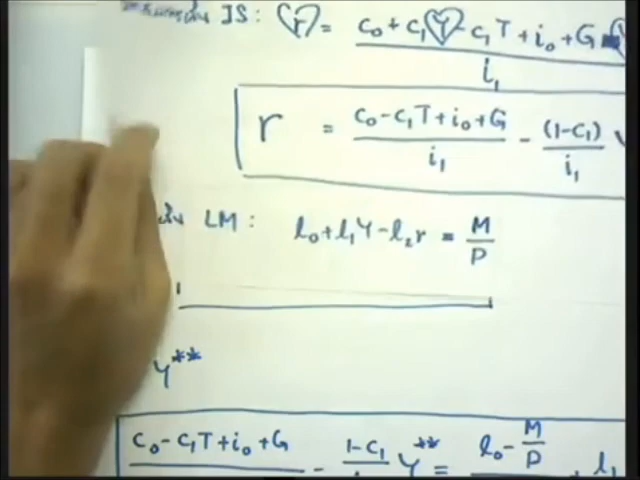 IS: r = c₀ + c₁Y - c₁T + i₀ + G - Y / i₁
r = c₀ - c₁T + i₀ + G / i₁ - (1-c₁) / i₁
LM: l₀ + l₁Y - l₂r = M / P
Y**
c₀ - c₁T + i₀ + G - 1-c₁ Y** = l₀ - M/P + l₁